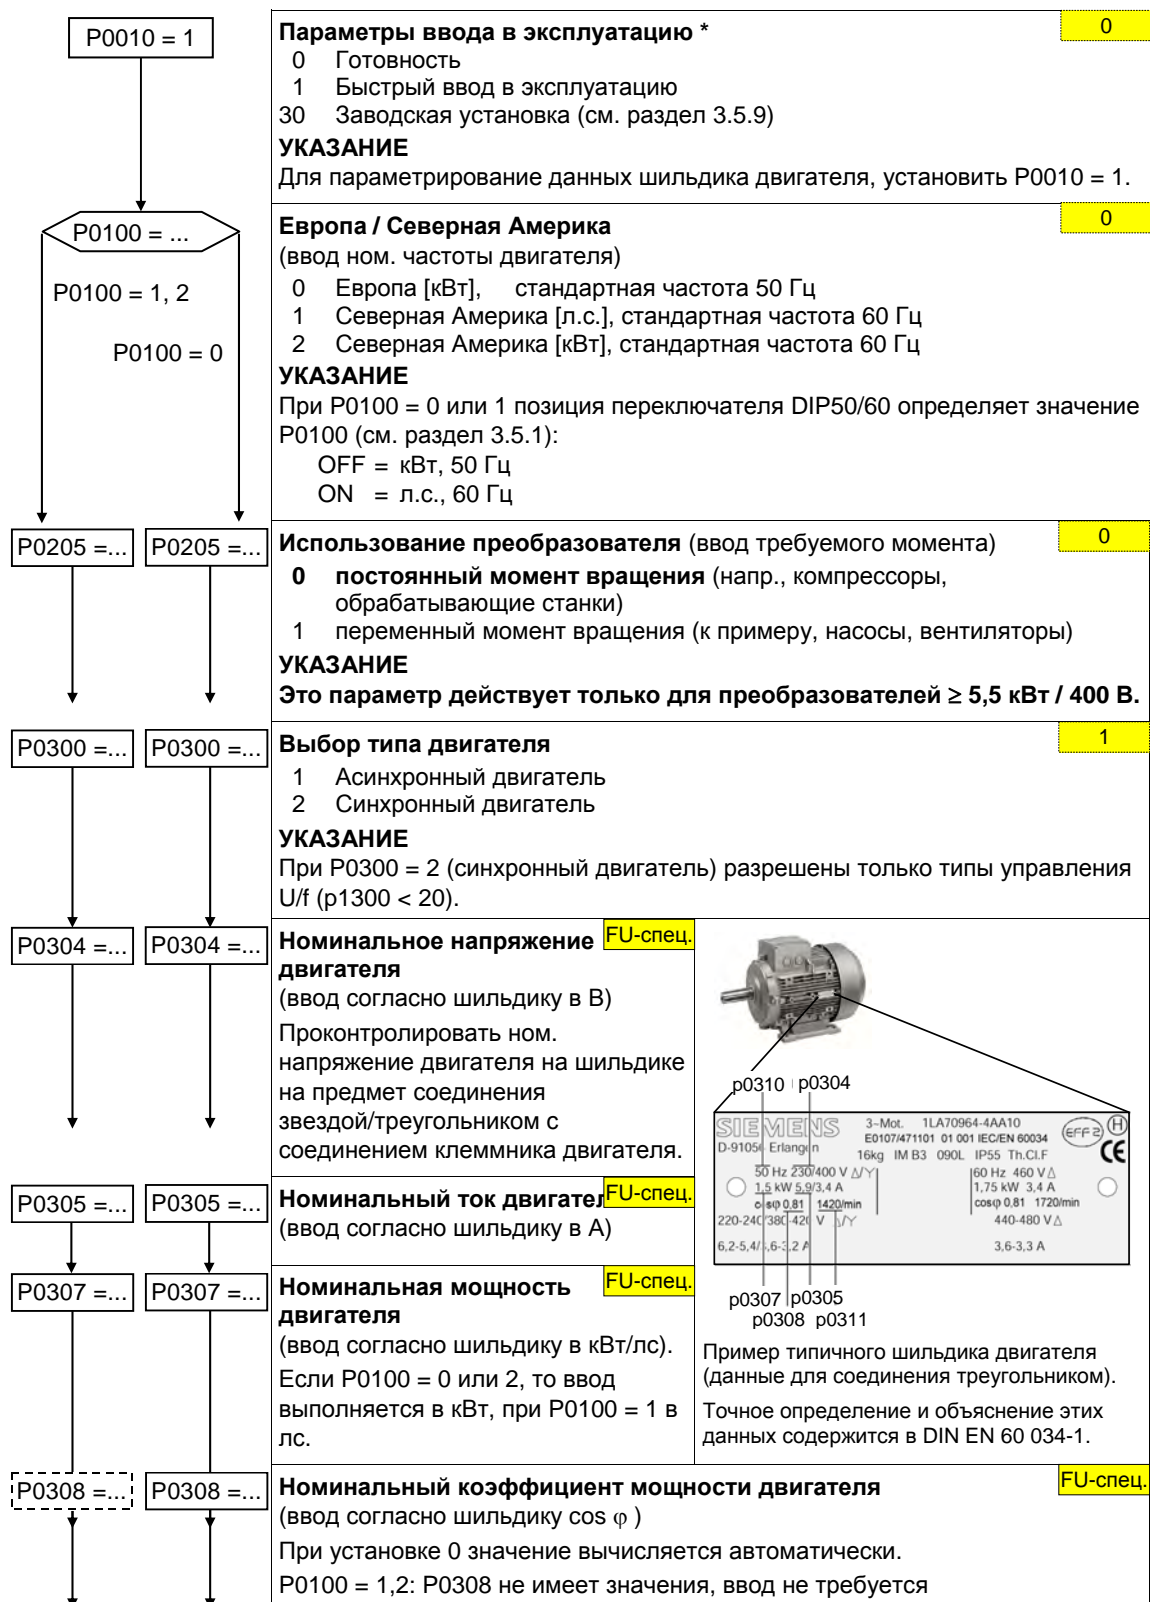 P0010 = 1
Параметры ввода в эксплуатацию *
0
0 Готовность
1 Быстрый ввод в эксплуатацию
30 Заводская установка (см. раздел 3.5.9)
УКАЗАНИЕ
Для параметрирование данных шильдика двигателя, установить P0010 = 1.
P0100 = ...
P0100 = 1, 2
P0100 = 0
Европа / Северная Америка
0
(ввод ном. частоты двигателя)
0 Европа [кВт], стандартная частота 50 Гц
1 Северная Америка [л.с.], стандартная частота 60 Гц
2 Северная Америка [кВт], стандартная частота 60 Гц
УКАЗАНИЕ
При P0100 = 0 или 1 позиция переключателя DIP50/60 определяет значение
P0100 (см. раздел 3.5.1):
OFF = кВт, 50 Гц
ON = л.с., 60 Гц
P0205 =... P0205 =...
Использование преобразователя (ввод требуемого момента)
0
0 постоянный момент вращения (напр., компрессоры,
обрабатывающие станки)
1 переменный момент вращения (к примеру, насосы, вентиляторы)
УКАЗАНИЕ
Это параметр действует только для преобразователей ≥ 5,5 кВт / 400 В.
P0300 =... P0300 =...
Выбор типа двигателя
1
1 Асинхронный двигатель
2 Синхронный двигатель
УКАЗАНИЕ
При P0300 = 2 (синхронный двигатель) разрешены только типы управления
U/f (p1300 < 20).
P0304 =... P0304 =...
Номинальное напряжение
двигателя
FU-спец.
(ввод согласно шильдику в В)
Проконтролировать ном.
напряжение двигателя на шильдике
на предмет соединения
звездой/треугольником с
соединением клеммника двигателя.
P0305 =... P0305 =...
Номинальный ток двигател
FU-спец.
(ввод согласно шильдику в А)
P0307 =... P0307 =...
Номинальная мощность
двигателя
FU-спец.
(ввод согласно шильдику в кВт/лс).
Если P0100 = 0 или 2, то ввод
выполняется в кВт, при P0100 = 1 в
лс.
p0310 p0304
SIEMENS
3~Mot. 1LA70964-4AA10
EFF 2
H
CE
E0107/471101 01 001 IEC/EN 60034
D-91056 Erlangen
16kg IM B3 090L IP55 Th.Cl.F
50 Hz 230/400 V Δ/Y
60 Hz 460 V Δ
1,5 kW 5,9/3,4 A
1,75 kW 3,4 A
cosφ 0,81 1420/min
cosφ 0,81 1720/min
220-240/380-420 V Δ/Y
440-480 V Δ
6,2-5,4/3,6-3,2 A
3,6-3,3 A
p0307 p0305
p0308 p0311
Пример типичного шильдика двигателя
(данные для соединения треугольником).
Точное определение и объяснение этих
данных содержится в DIN EN 60 034-1.
P0308 =... P0308 =...
Номинальный коэффициент мощности двигателя
FU-спец.
(ввод согласно шильдику cos φ )
При установке 0 значение вычисляется автоматически.
P0100 = 1,2: P0308 не имеет значения, ввод не требуется